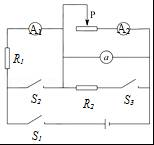 A₁ P A₂
a
R₁
S₂ R₂ S₃
S₁